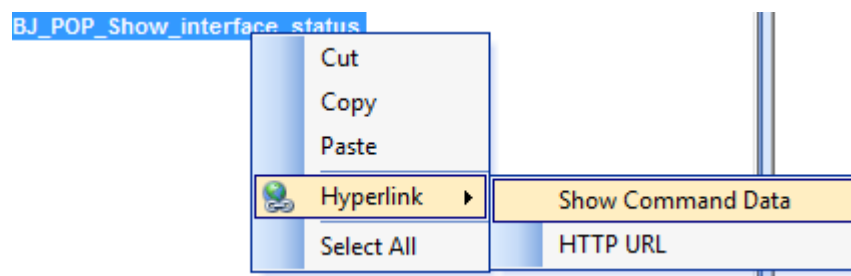 BJ_POP_Show_interface_status
Cut
Copy
Paste
Hyperlink
Show Command Data
HTTP URL
Select All